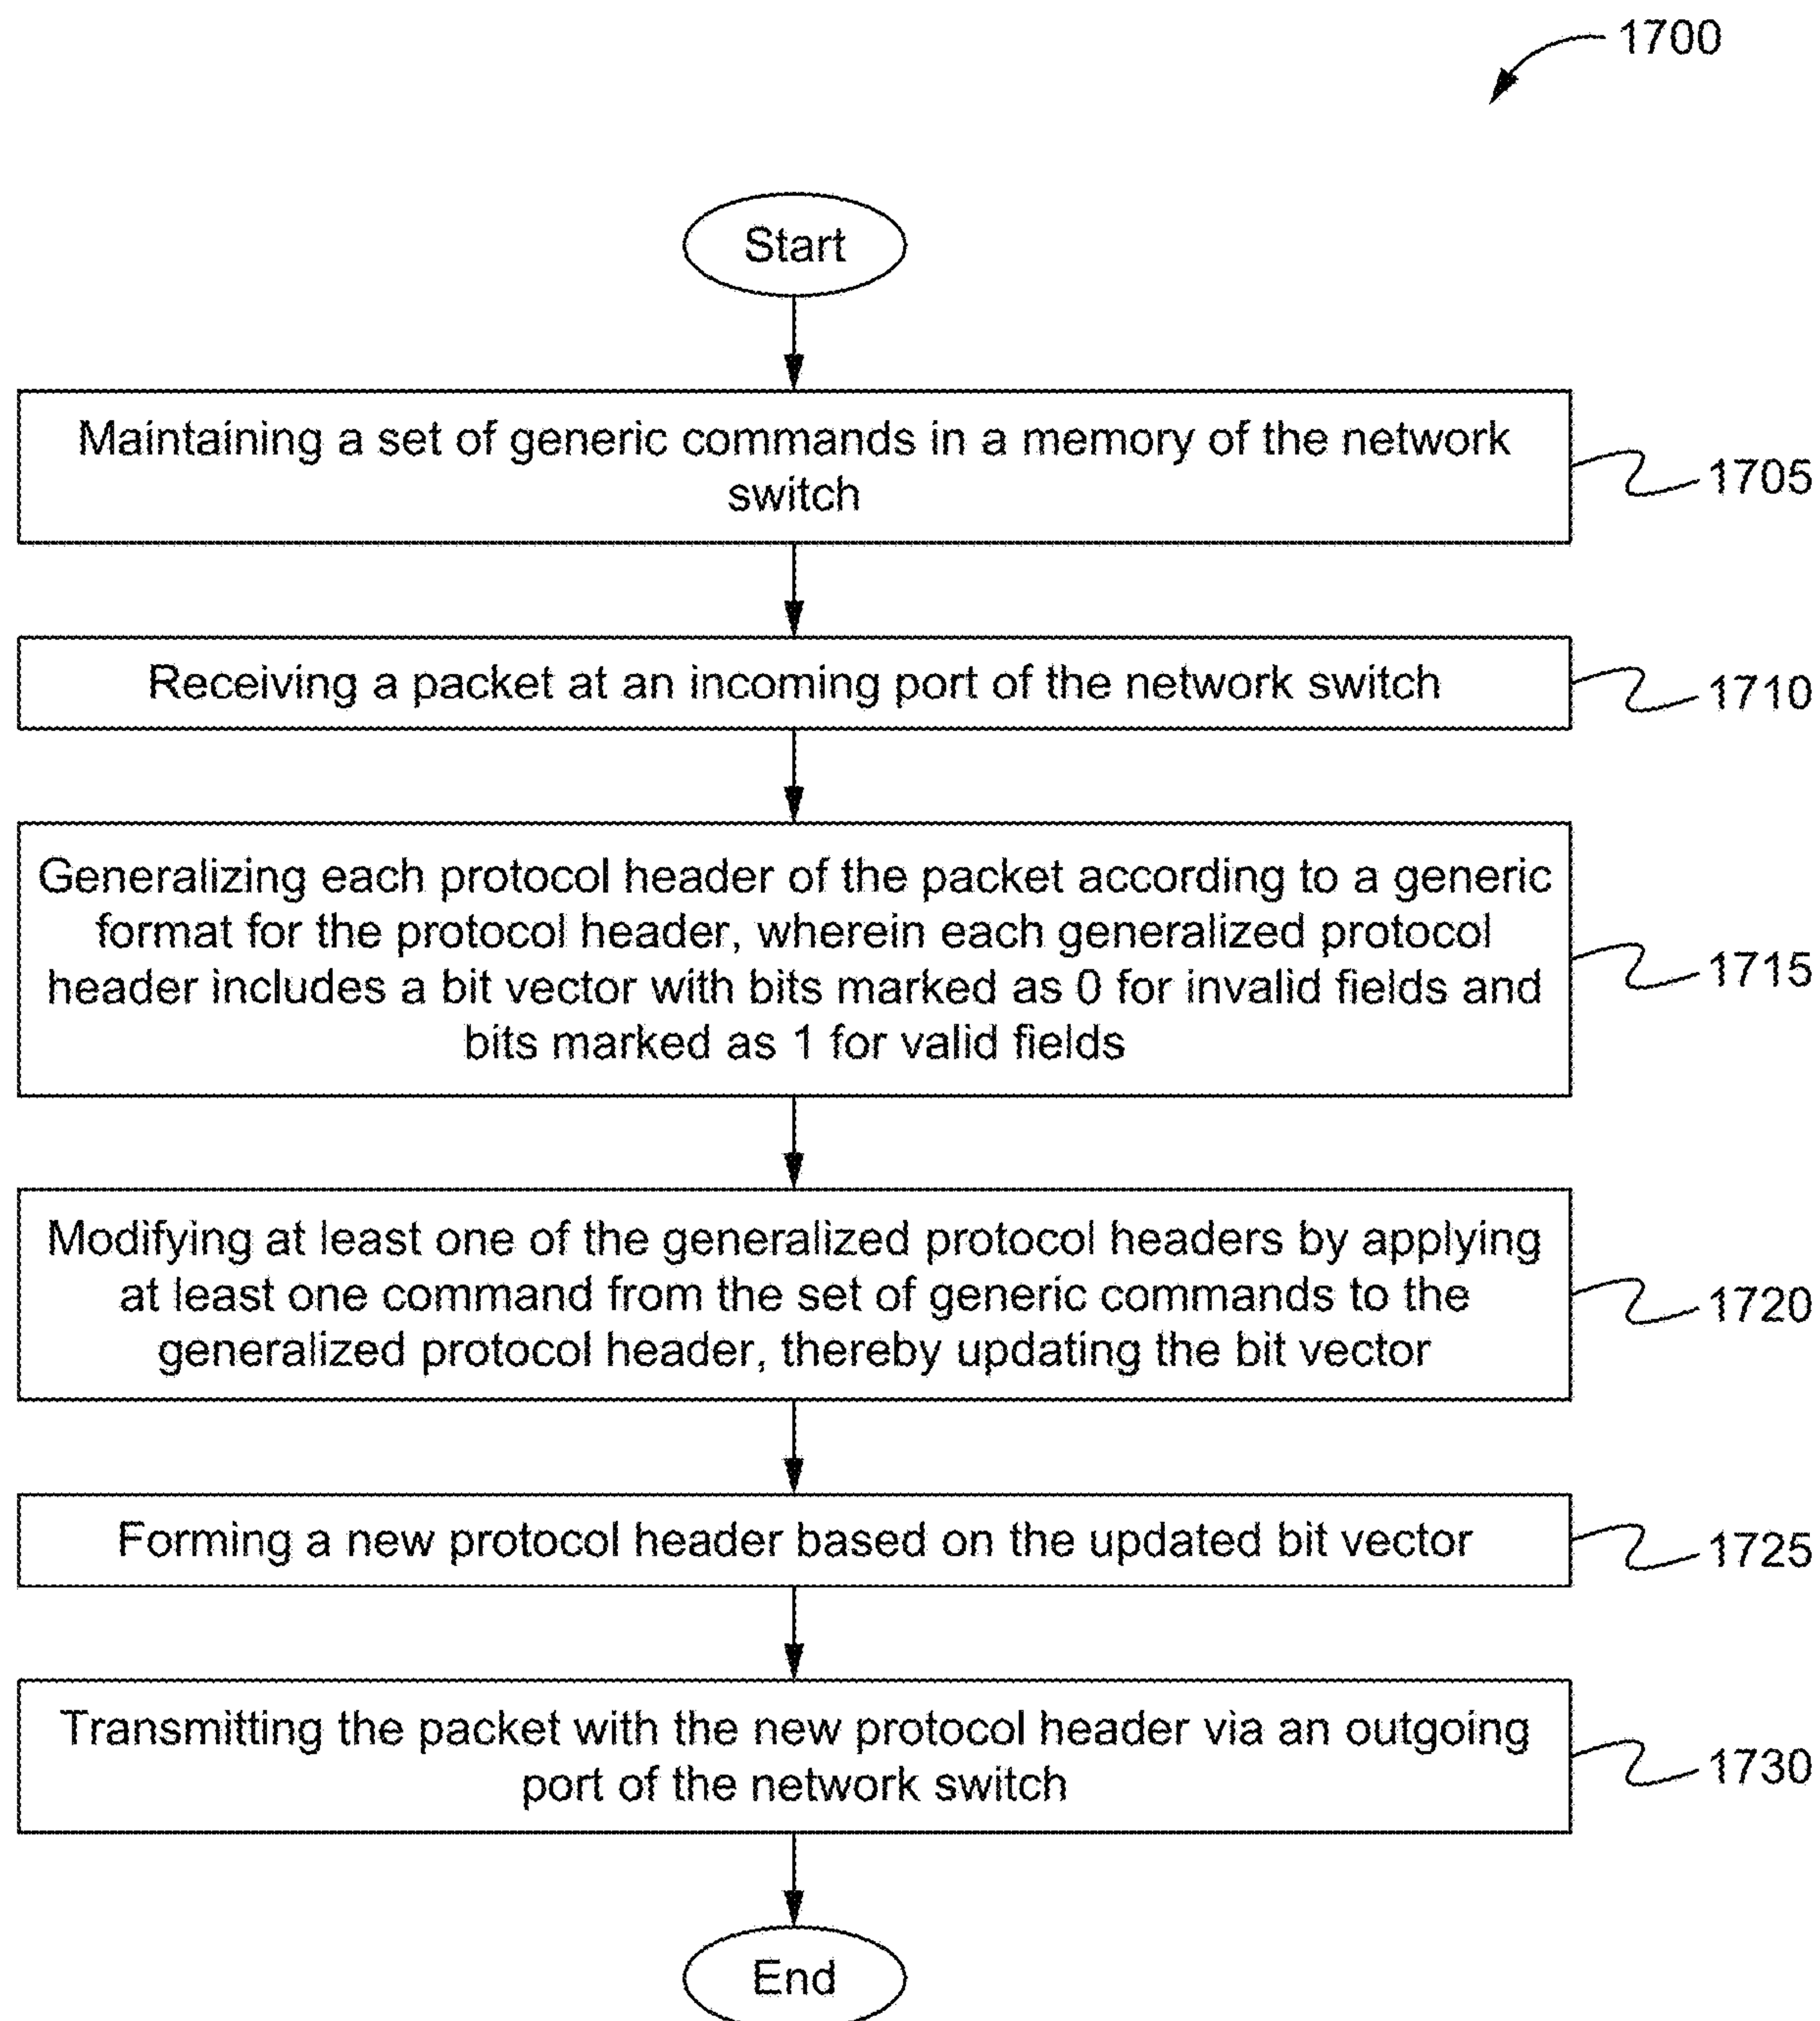 1700
Start
Maintaining a set of generic commands in a memory of the network
switch
1705
Receiving a packet at an incoming port of the network switch
1710
Generalizing each protocol header of the packet according to a generic
format for the protocol header, wherein each generalized protocol
header includes a bit vector with bits marked as 0 for invalid fields and
bits marked as 1 for valid fields
1715
Modifying at least one of the generalized protocol headers by applying
at least one command from the set of generic commands to the
generalized protocol header, thereby updating the bit vector
1720
Forming a new protocol header based on the updated bit vector
1725
Transmitting the packet with the new protocol header via an outgoing
port of the network switch
1730
End